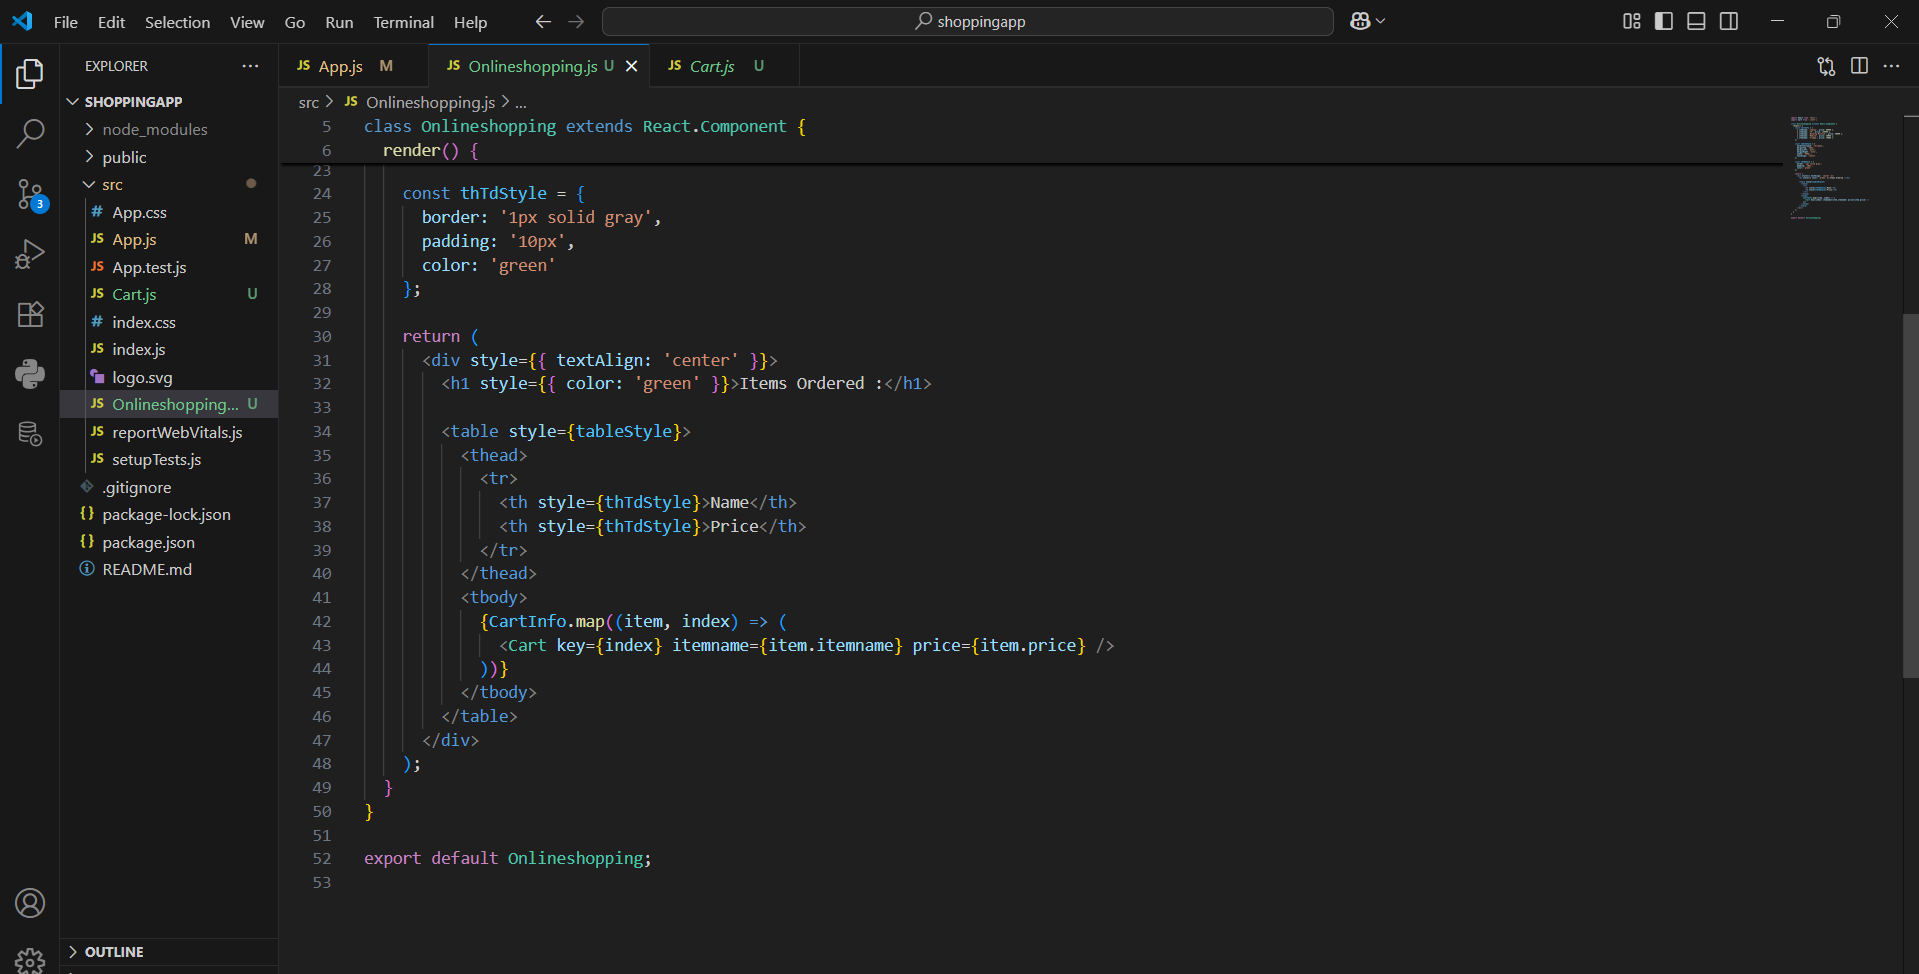 File Edit Selection View Go Run Terminal Help
shoppingapp
EXPLORER
SHOPPINGAPP
node_modules
public
src
# App.css
JS App.js M
JS App.test.js
JS Cart.js U
# index.css
JS index.js
logo.svg
JS Onlineshopping... U
JS reportWebVitals.js
JS setupTests.js
.gitignore
{} package-lock.json
{} package.json
README.md
3
OUTLINE
JS App.js M
JS Onlineshopping.js U
JS Cart.js U
src > JS Onlineshopping.js > ...
5 class Onlineshopping extends React.Component {
6 render() {
23
24 const thTdStyle = {
25 border: '1px solid gray',
26 padding: '10px',
27 color: 'green'
28 };
29
30 return (
31 <div style={{ textAlign: 'center' }}>
32 <h1 style={{ color: 'green' }}>Items Ordered :</h1>
33
34 <table style={tableStyle}>
35 <thead>
36 <tr>
37 <th style={thTdStyle}>Name</th>
38 <th style={thTdStyle}>Price</th>
39 </tr>
40 </thead>
41 <tbody>
42 {CartInfo.map((item, index) => (
43 <Cart key={index} itemname={item.itemname} price={item.price} />
44 ))}
45 </tbody>
46 </table>
47 </div>
48 );
49 }
50 }
51
52 export default Onlineshopping;
53